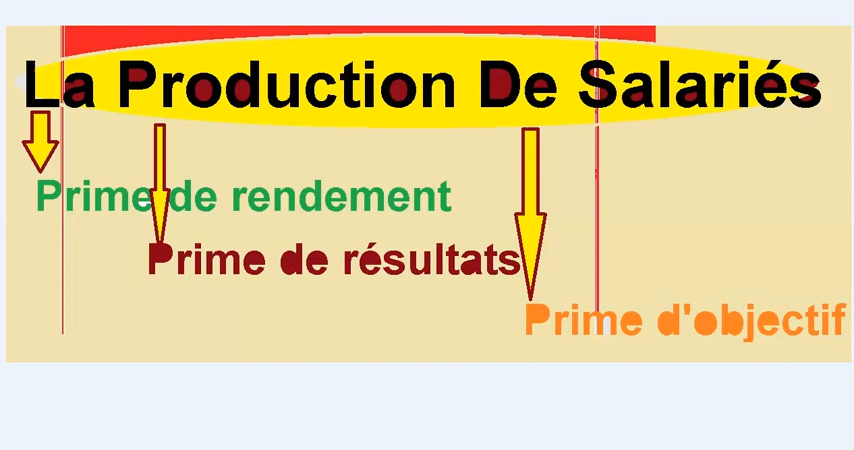 La Production De Salariés
Prime de rendement
Prime de résultats
Prime d'objectif